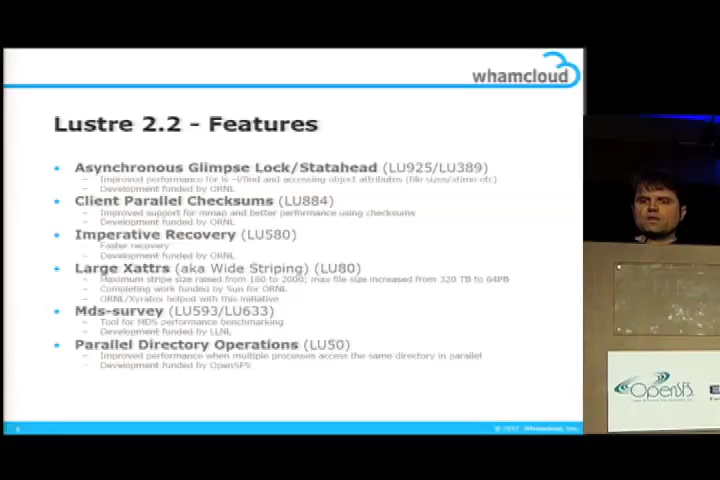 whamcloud
Lustre 2.2 - Features
• Asynchronous Glimpse Lock/Statahead (LU925/LU389)
– Improved performance for ls -l/find and accessing object attributes (file sizes/xtime etc)
– Development funded by ORNL
• Client Parallel Checksums (LU884)
– Improved support for mmap and better performance using checksums
– Development funded by ORNL
• Imperative Recovery (LU580)
– Faster recovery
– Development funded by ORNL
• Large Xattrs (aka Wide Striping) (LU80)
– Maximum stripe size raised from 160 to 2000; max file size increased from 320 TB to 64PB
– Completing work funded by Sun for ORNL
– ORNL/Xyratex helped with this initiative
• Mds-survey (LU593/LU633)
– Tool for MDS performance benchmarking
– Development funded by LLNL
• Parallel Directory Operations (LU50)
– Improved performance when multiple processes access the same directory in parallel
– Development funded by OpenSFS
© 2012 Whamcloud, Inc.
OpenSFS